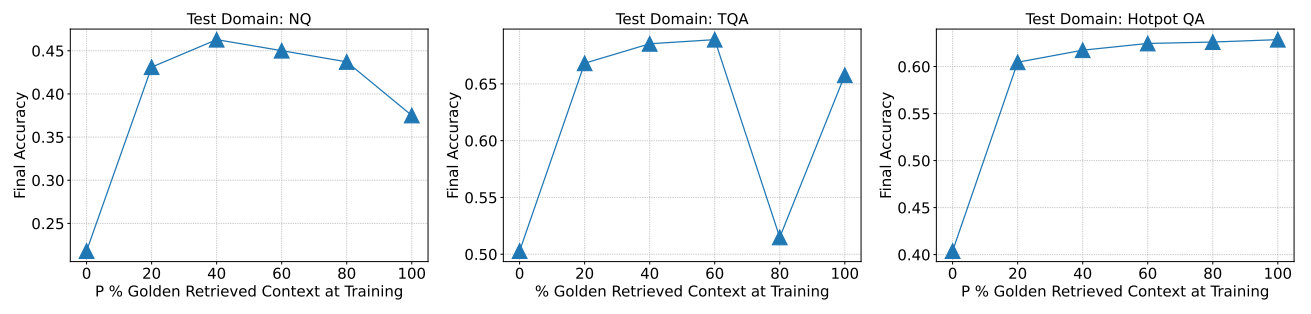 Test Domain: NQ
Final Accuracy
0.45
0.40
0.35
0.30
0.25
0 20 40 60 80 100
P % Golden Retrieved Context at Training
Test Domain: TQA
Final Accuracy
0.65
0.60
0.55
0.50
0 20 40 60 80 100
% Golden Retrieved Context at Training
Test Domain: Hotpot QA
Final Accuracy
0.60
0.55
0.50
0.45
0.40
0 20 40 60 80 100
P % Golden Retrieved Context at Training